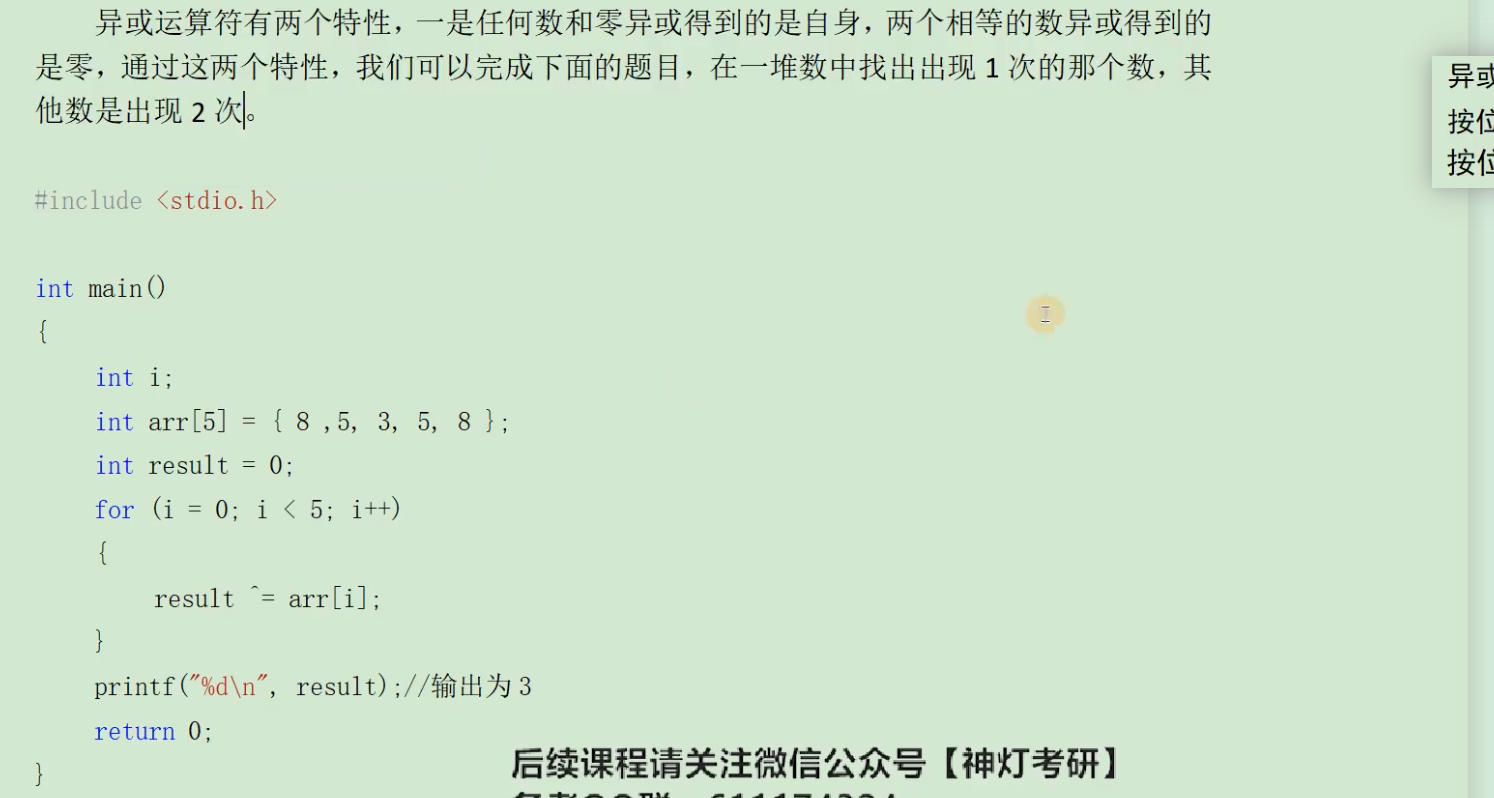 异或运算符有两个特性，一是任何数和零异或得到的是自身，两个相等的数异或得到的
是零，通过这两个特性，我们可以完成下面的题目，在一堆数中找出出现 1 次的那个数，其
他数是出现 2 次。
异或
按位
按位
#include <stdio.h>
int main()
{
int i;
int arr[5] = { 8 ,5, 3, 5, 8 };
int result = 0;
for (i = 0; i < 5; i++)
{
result ^= arr[i];
}
printf("%d\n", result);//输出为 3
return 0;
}
后续课程请关注微信公众号【神灯考研】